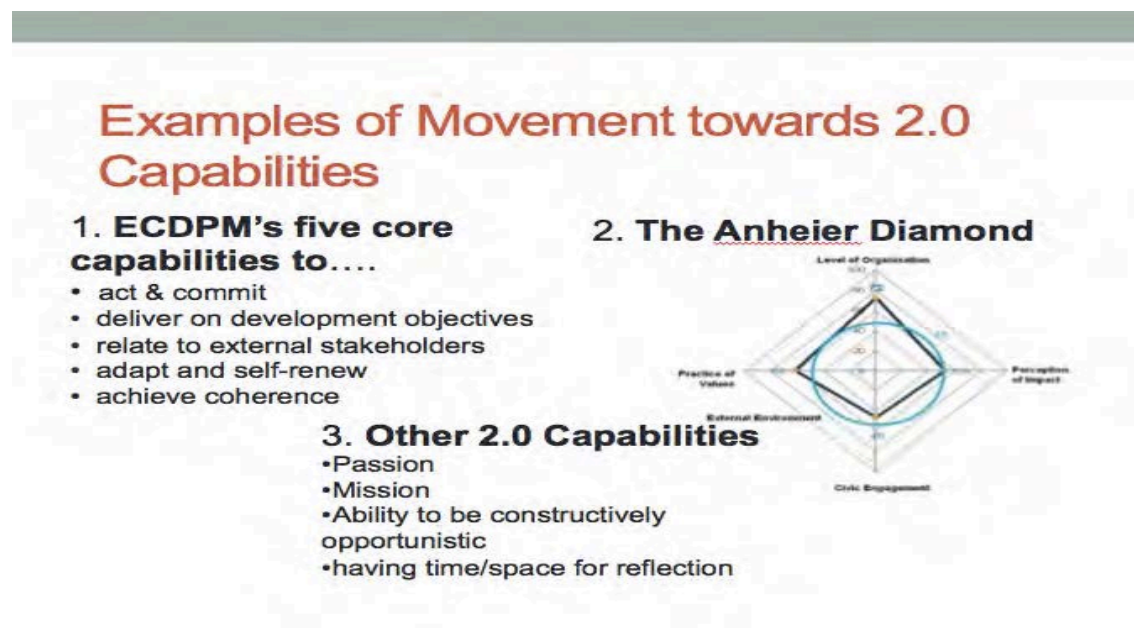 Examples of Movement towards 2.0
Capabilities
1. ECDPM's five core
capabilities to....
• act & commit
• deliver on development objectives
• relate to external stakeholders
• adapt and self-renew
• achieve coherence
2. The Anheier Diamond
Level of Organisation
Practice of
Values
Perception
of Impact
External Environment
Civic Engagement
3. Other 2.0 Capabilities
•Passion
•Mission
•Ability to be constructively
opportunistic
•having time/space for reflection